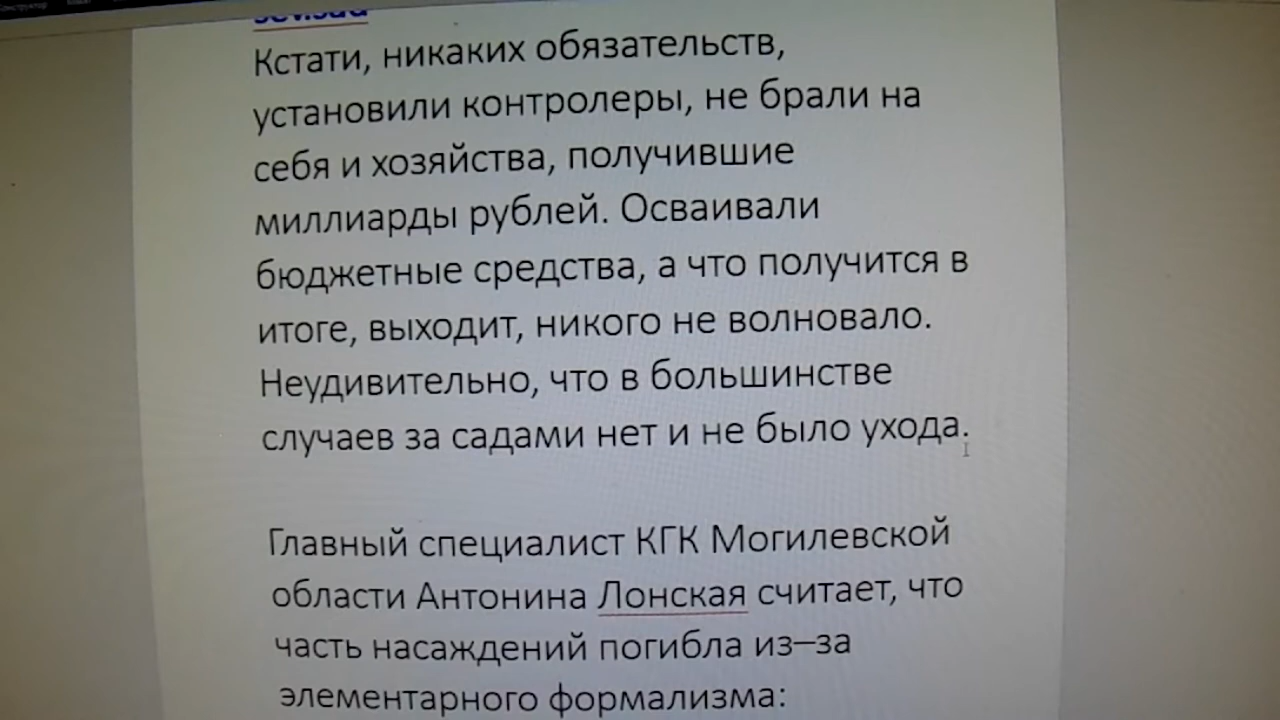 Кстати, никаких обязательств,
установили контролеры, не брали на
себя и хозяйства, получившие
миллиарды рублей. Осваивали
бюджетные средства, а что получится в
итоге, выходит, никого не волновало.
Неудивительно, что в большинстве
случаев за садами нет и не было ухода.
Главный специалист КГК Могилевской
области Антонина Лонская считает, что
часть насаждений погибла из–за
элементарного формализма: